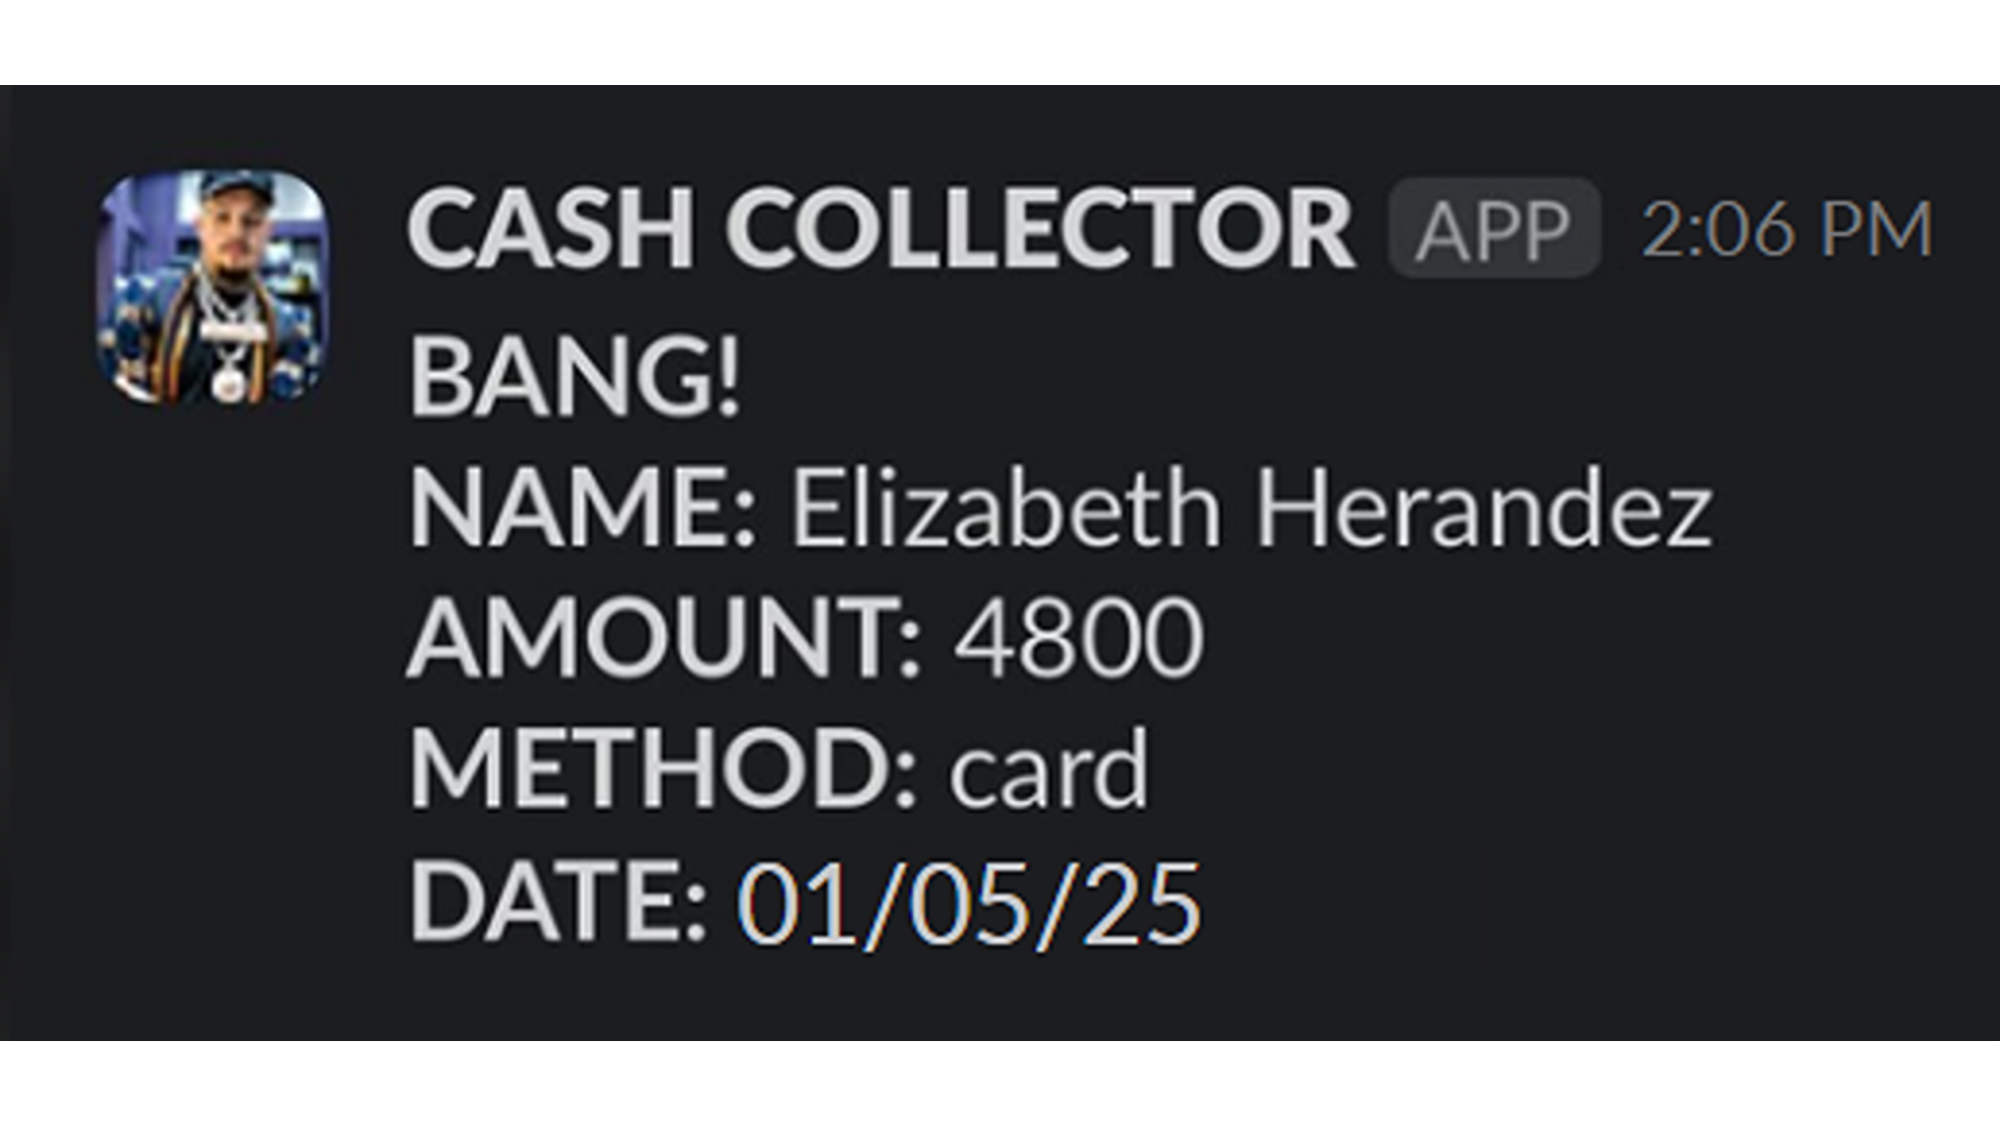 CASH COLLECTOR APP 2:06 PM
BANG!
NAME: Elizabeth Herandez
AMOUNT: 4800
METHOD: card
DATE: 01/05/25